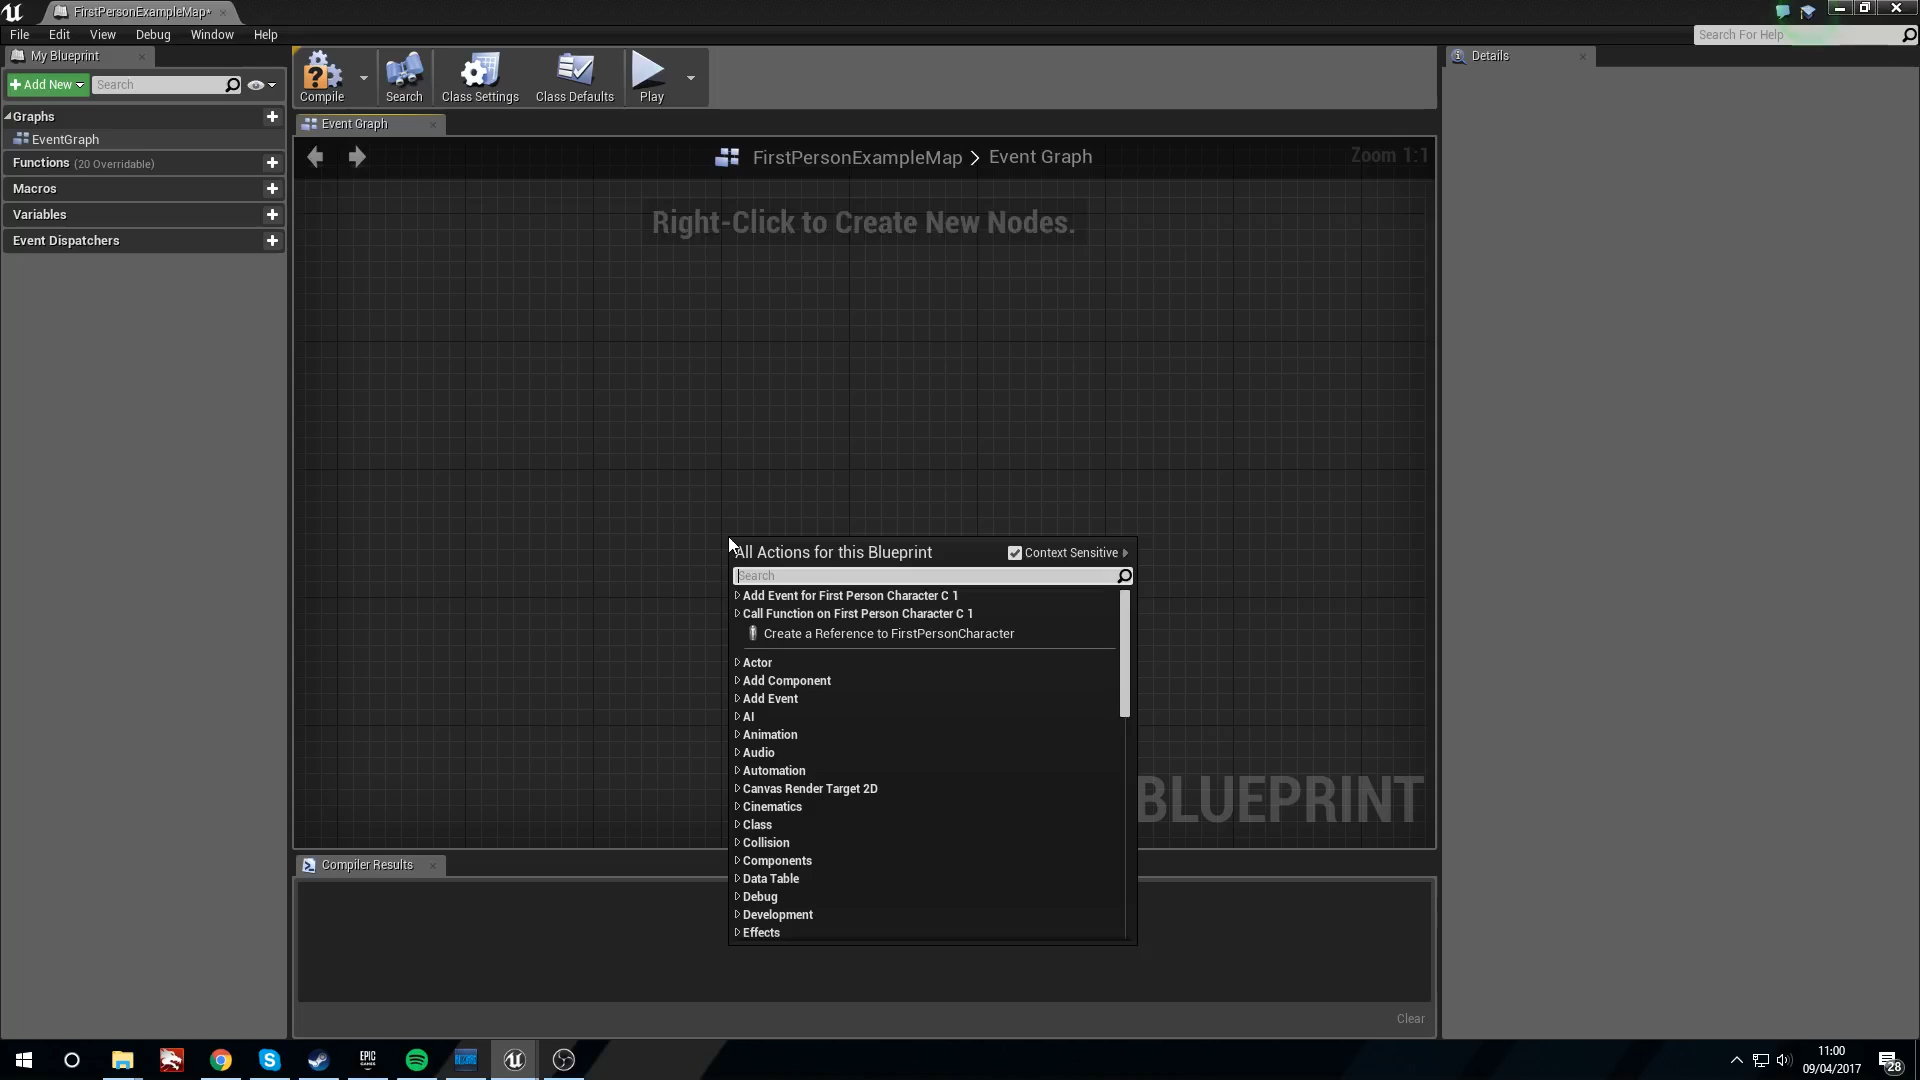 FirstPersonExampleMap*
File Edit View Debug Window Help
Search For Help
My Blueprint
Add New
Search
Graphs
EventGraph
Functions (20 Overridable)
Macros
Variables
Event Dispatchers
Compile
Search
Class Settings
Class Defaults
Play
Event Graph
FirstPersonExampleMap > Event Graph
Zoom 1:1
Right-Click to Create New Nodes.
All Actions for this Blueprint
Context Sensitive
Search
Add Event for First Person Character C 1
Call Function on First Person Character C 1
Create a Reference to FirstPersonCharacter
Actor
Add Component
Add Event
AI
Animation
Audio
Automation
Canvas Render Target 2D
Cinematics
Class
Collision
Components
Data Table
Debug
Development
Effects
BLUEPRINT
Compiler Results
Clear
Details
EPIC
GAMES
11:00
09/04/2017
28